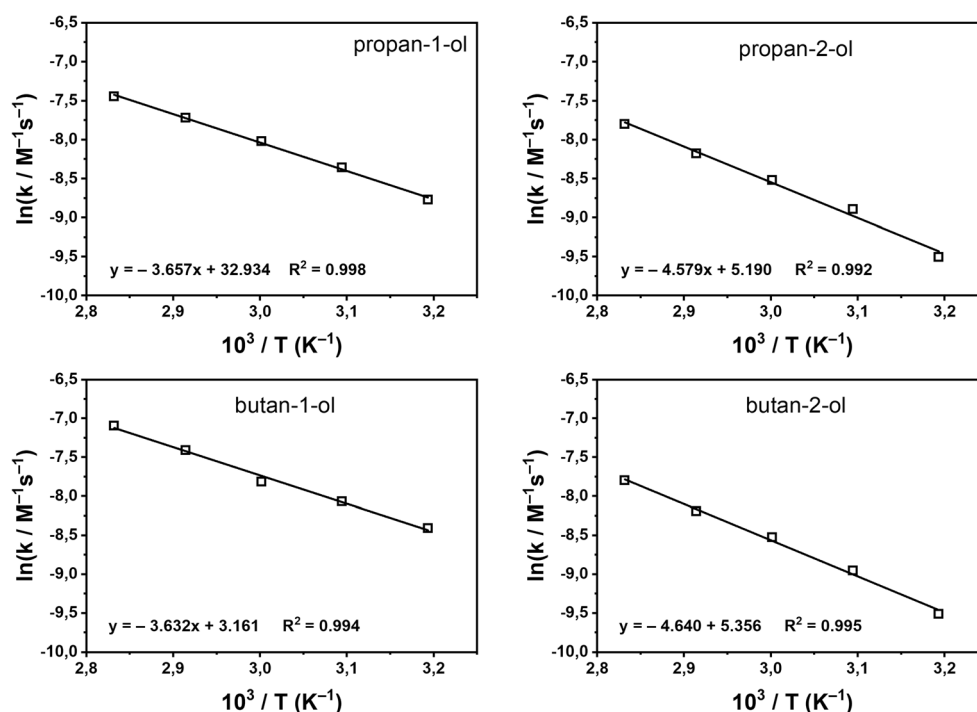 propan-1-ol
ln(k / M⁻¹s⁻¹)
-6,5
-7,0
-7,5
-8,0
-8,5
-9,0
-9,5
-10,0
y = – 3.657x + 32.934 R² = 0.998
2,8 2,9 3,0 3,1 3,2
10³ / T (K⁻¹)
propan-2-ol
ln(k / M⁻¹s⁻¹)
-6,5
-7,0
-7,5
-8,0
-8,5
-9,0
-9,5
-10,0
y = – 4.579x + 5.190 R² = 0.992
2,8 2,9 3,0 3,1 3,2
10³ / T (K⁻¹)
butan-1-ol
ln(k / M⁻¹s⁻¹)
-6,5
-7,0
-7,5
-8,0
-8,5
-9,0
-9,5
-10,0
y = – 3.632x + 3.161 R² = 0.994
2,8 2,9 3,0 3,1 3,2
10³ / T (K⁻¹)
butan-2-ol
ln(k / M⁻¹s⁻¹)
-6,5
-7,0
-7,5
-8,0
-8,5
-9,0
-9,5
-10,0
y = – 4.640 + 5.356 R² = 0.995
2,8 2,9 3,0 3,1 3,2
10³ / T (K⁻¹)